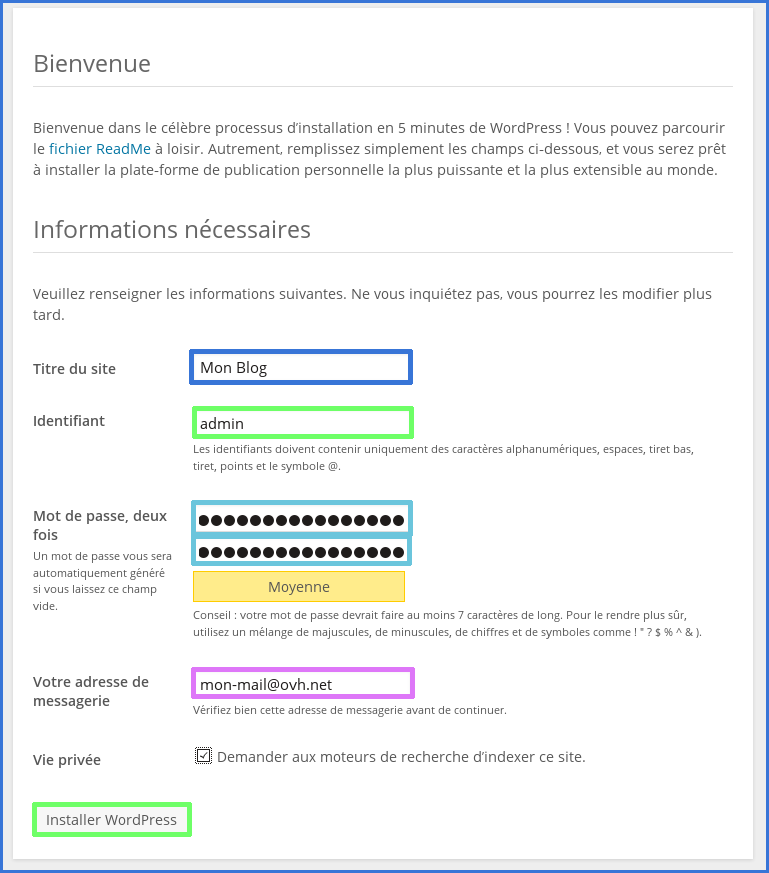 Bienvenue
Bienvenue dans le célèbre processus d’installation en 5 minutes de WordPress ! Vous pouvez parcourir
le fichier ReadMe à loisir. Autrement, remplissez simplement les champs ci-dessous, et vous serez prêt
à installer la plate-forme de publication personnelle la plus puissante et la plus extensible au monde.
Informations nécessaires
Veuillez renseigner les informations suivantes. Ne vous inquiétez pas, vous pourrez les modifier plus
tard.
Titre du site
Mon Blog
Identifiant
admin
Les identifiants doivent contenir uniquement des caractères alphanumériques, espaces, tiret bas,
tiret, points et le symbole @.
Mot de passe, deux
fois
Un mot de passe vous sera
automatiquement généré
si vous laissez ce champ
vide.
●●●●●●●●●●●●●●●●
●●●●●●●●●●●●●●●●
Moyenne
Conseil : votre mot de passe devrait faire au moins 7 caractères de long. Pour le rendre plus sûr,
utilisez un mélange de majuscules, de minuscules, de chiffres et de symboles comme ! " ? $ % ^ & ).
Votre adresse de
messagerie
mon-mail@ovh.net
Vérifiez bien cette adresse de messagerie avant de continuer.
Vie privée
Demander aux moteurs de recherche d’indexer ce site.
Installer WordPress